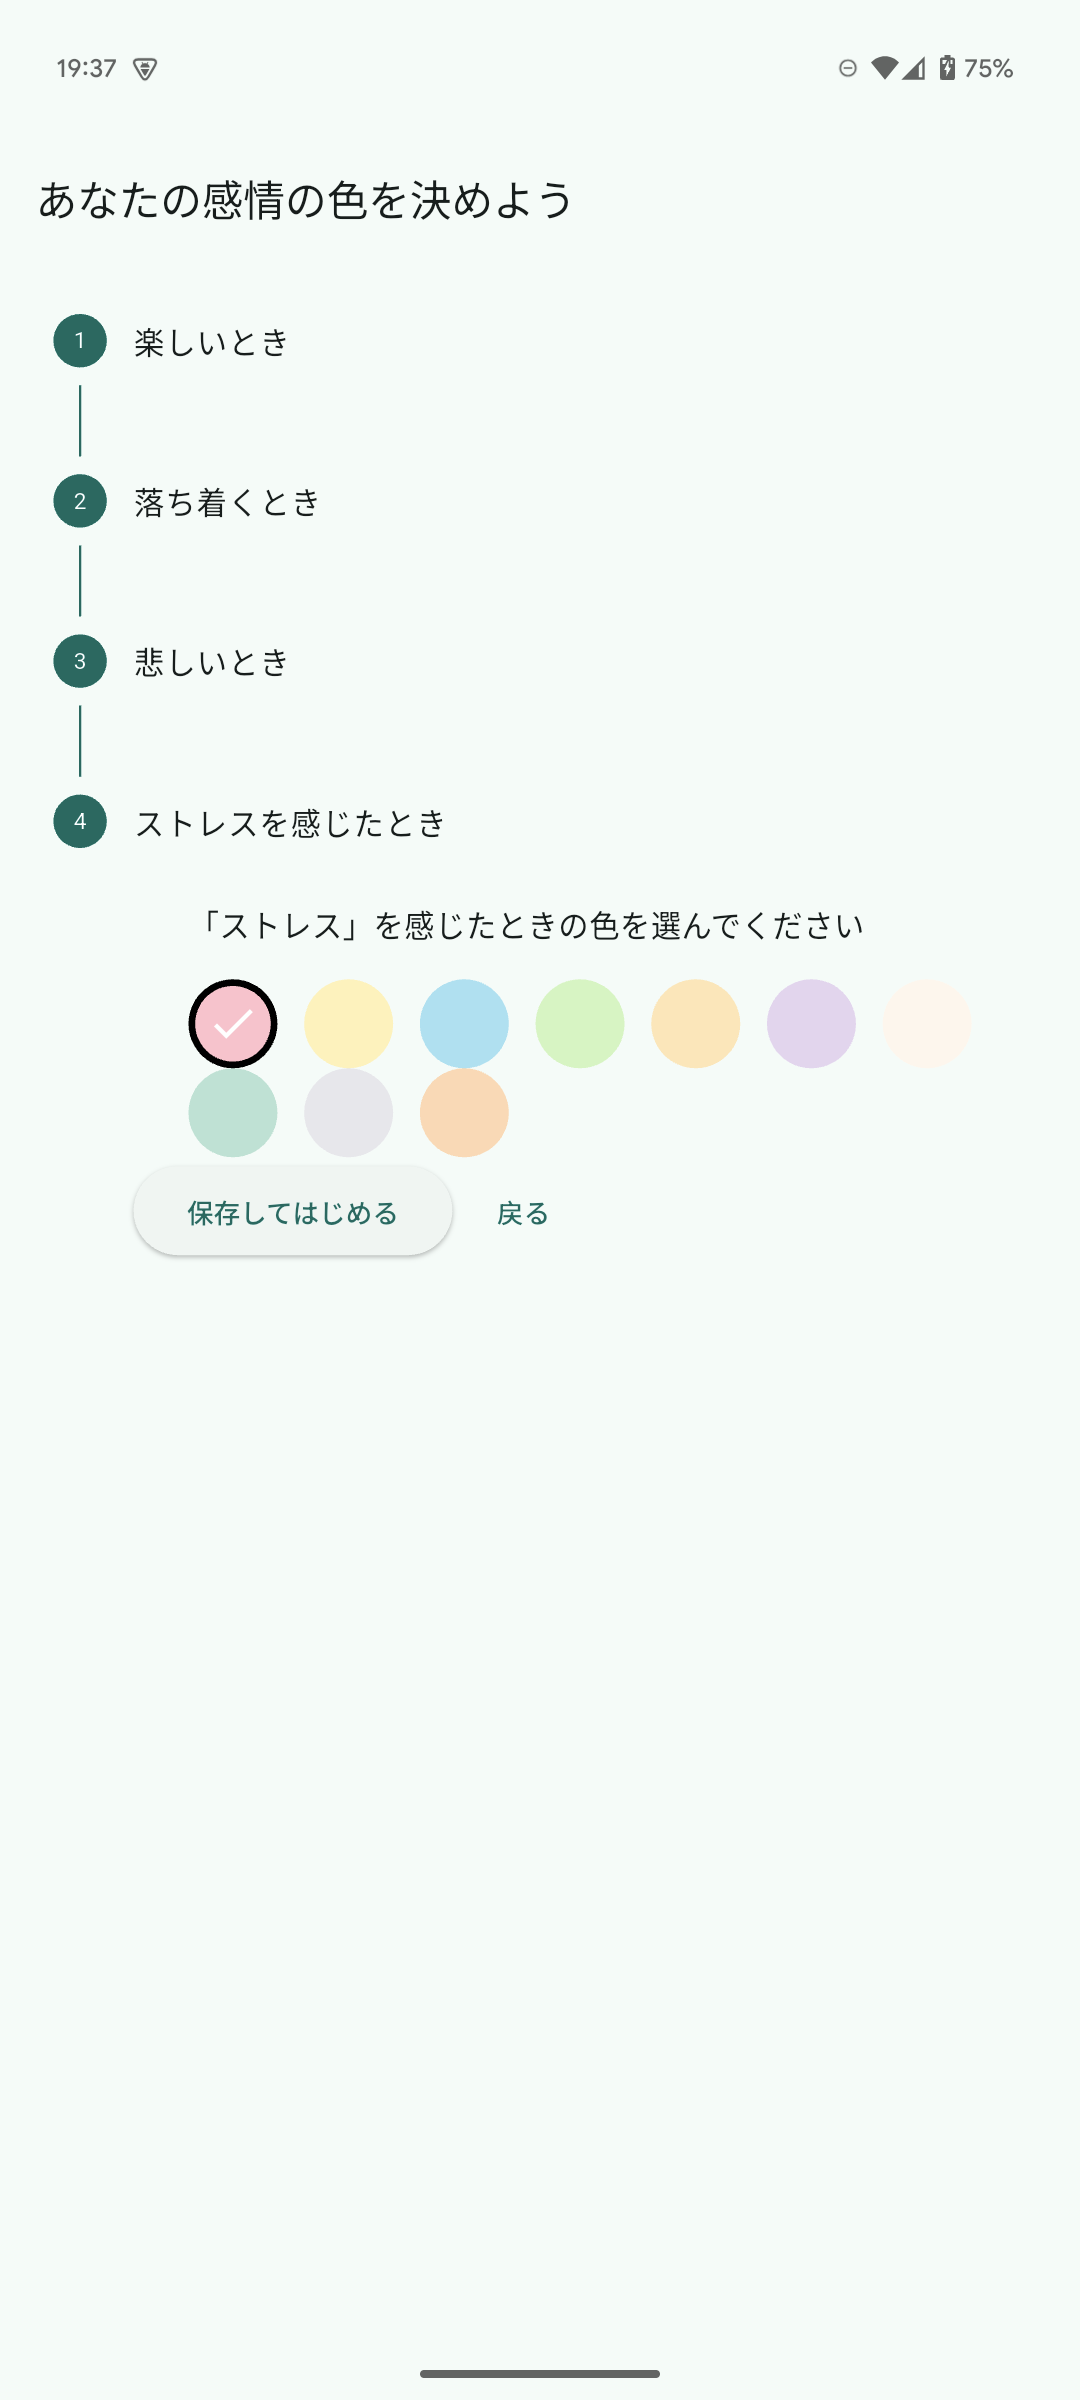 19:37
75%
あなたの感情の色を決めよう
1 楽しいとき
2 落ち着くとき
3 悲しいとき
4 ストレスを感じたとき
「ストレス」を感じたときの色を選んでください
保存してはじめる 戻る